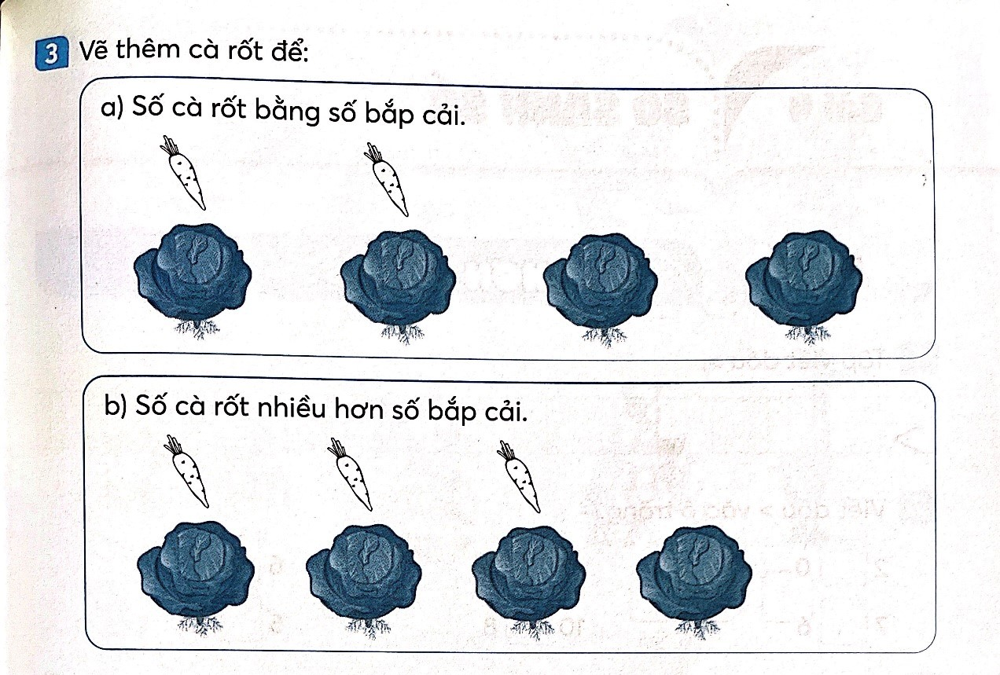 3 Vẽ thêm cà rốt để:
a) Số cà rốt bằng số bắp cải.
b) Số cà rốt nhiều hơn số bắp cải.